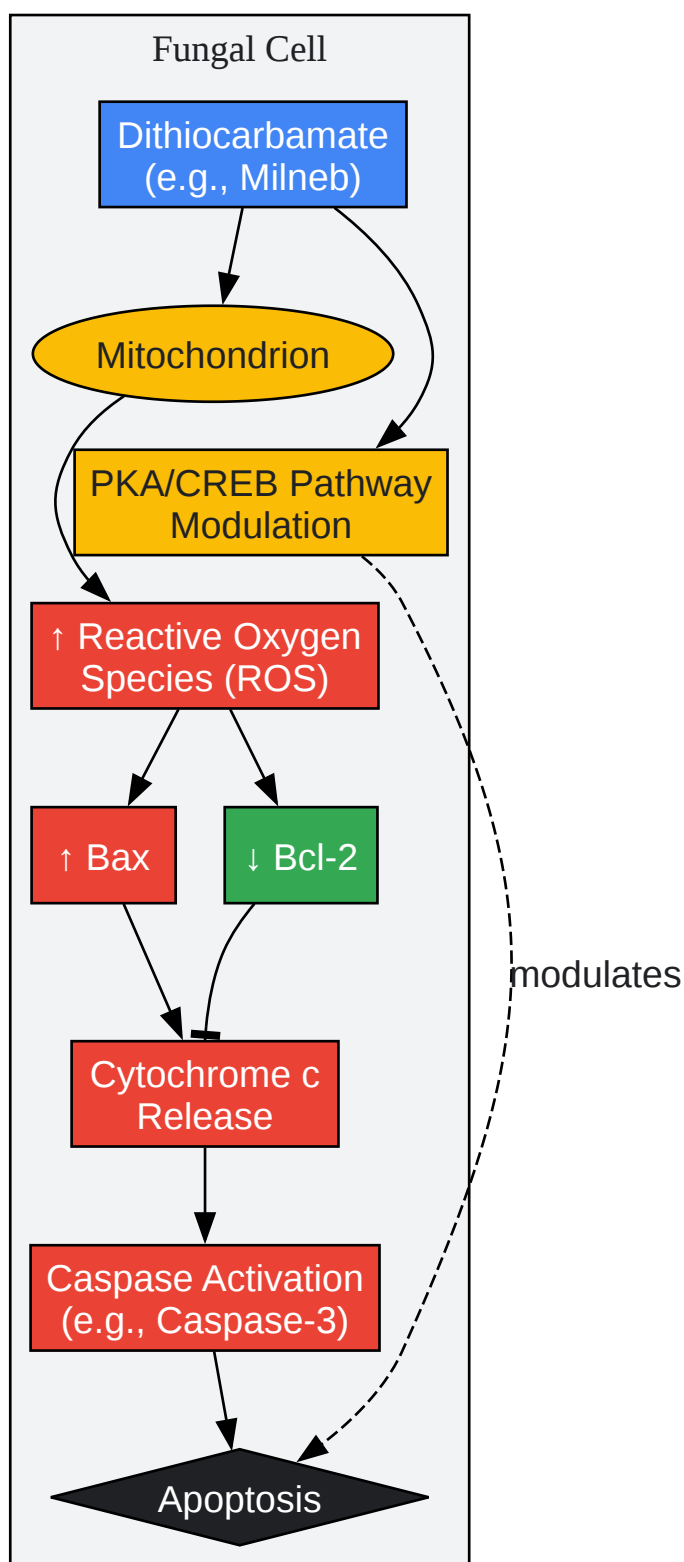 Fungal Cell
Dithiocarbamate
(e.g., Milneb)
Mitochondrion
PKA/CREB Pathway
Modulation
↑ Reactive Oxygen
Species (ROS)
↑ Bax
↓ Bcl-2
modulates
Cytochrome c
Release
Caspase Activation
(e.g., Caspase-3)
Apoptosis